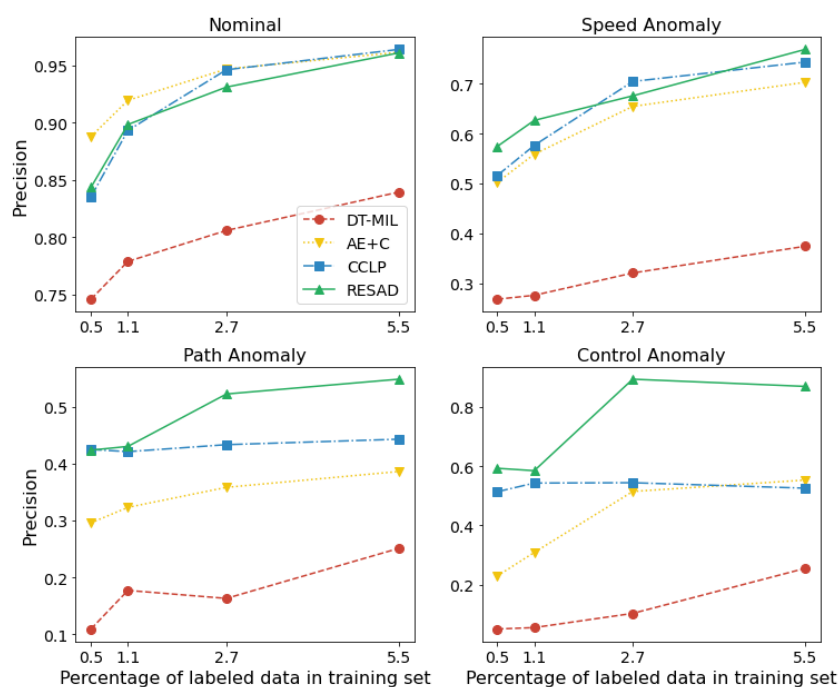 Nominal
Speed Anomaly
Precision
0.95
0.90
0.85
0.80
0.75
0.7
0.6
0.5
0.4
0.3
DT-MIL
AE+C
CCLP
RESAD
0.5 1.1 2.7 5.5
0.5 1.1 2.7 5.5
Path Anomaly
Control Anomaly
Precision
0.5
0.4
0.3
0.2
0.1
0.8
0.6
0.4
0.2
0.5 1.1 2.7 5.5
0.5 1.1 2.7 5.5
Percentage of labeled data in training set
Percentage of labeled data in training set